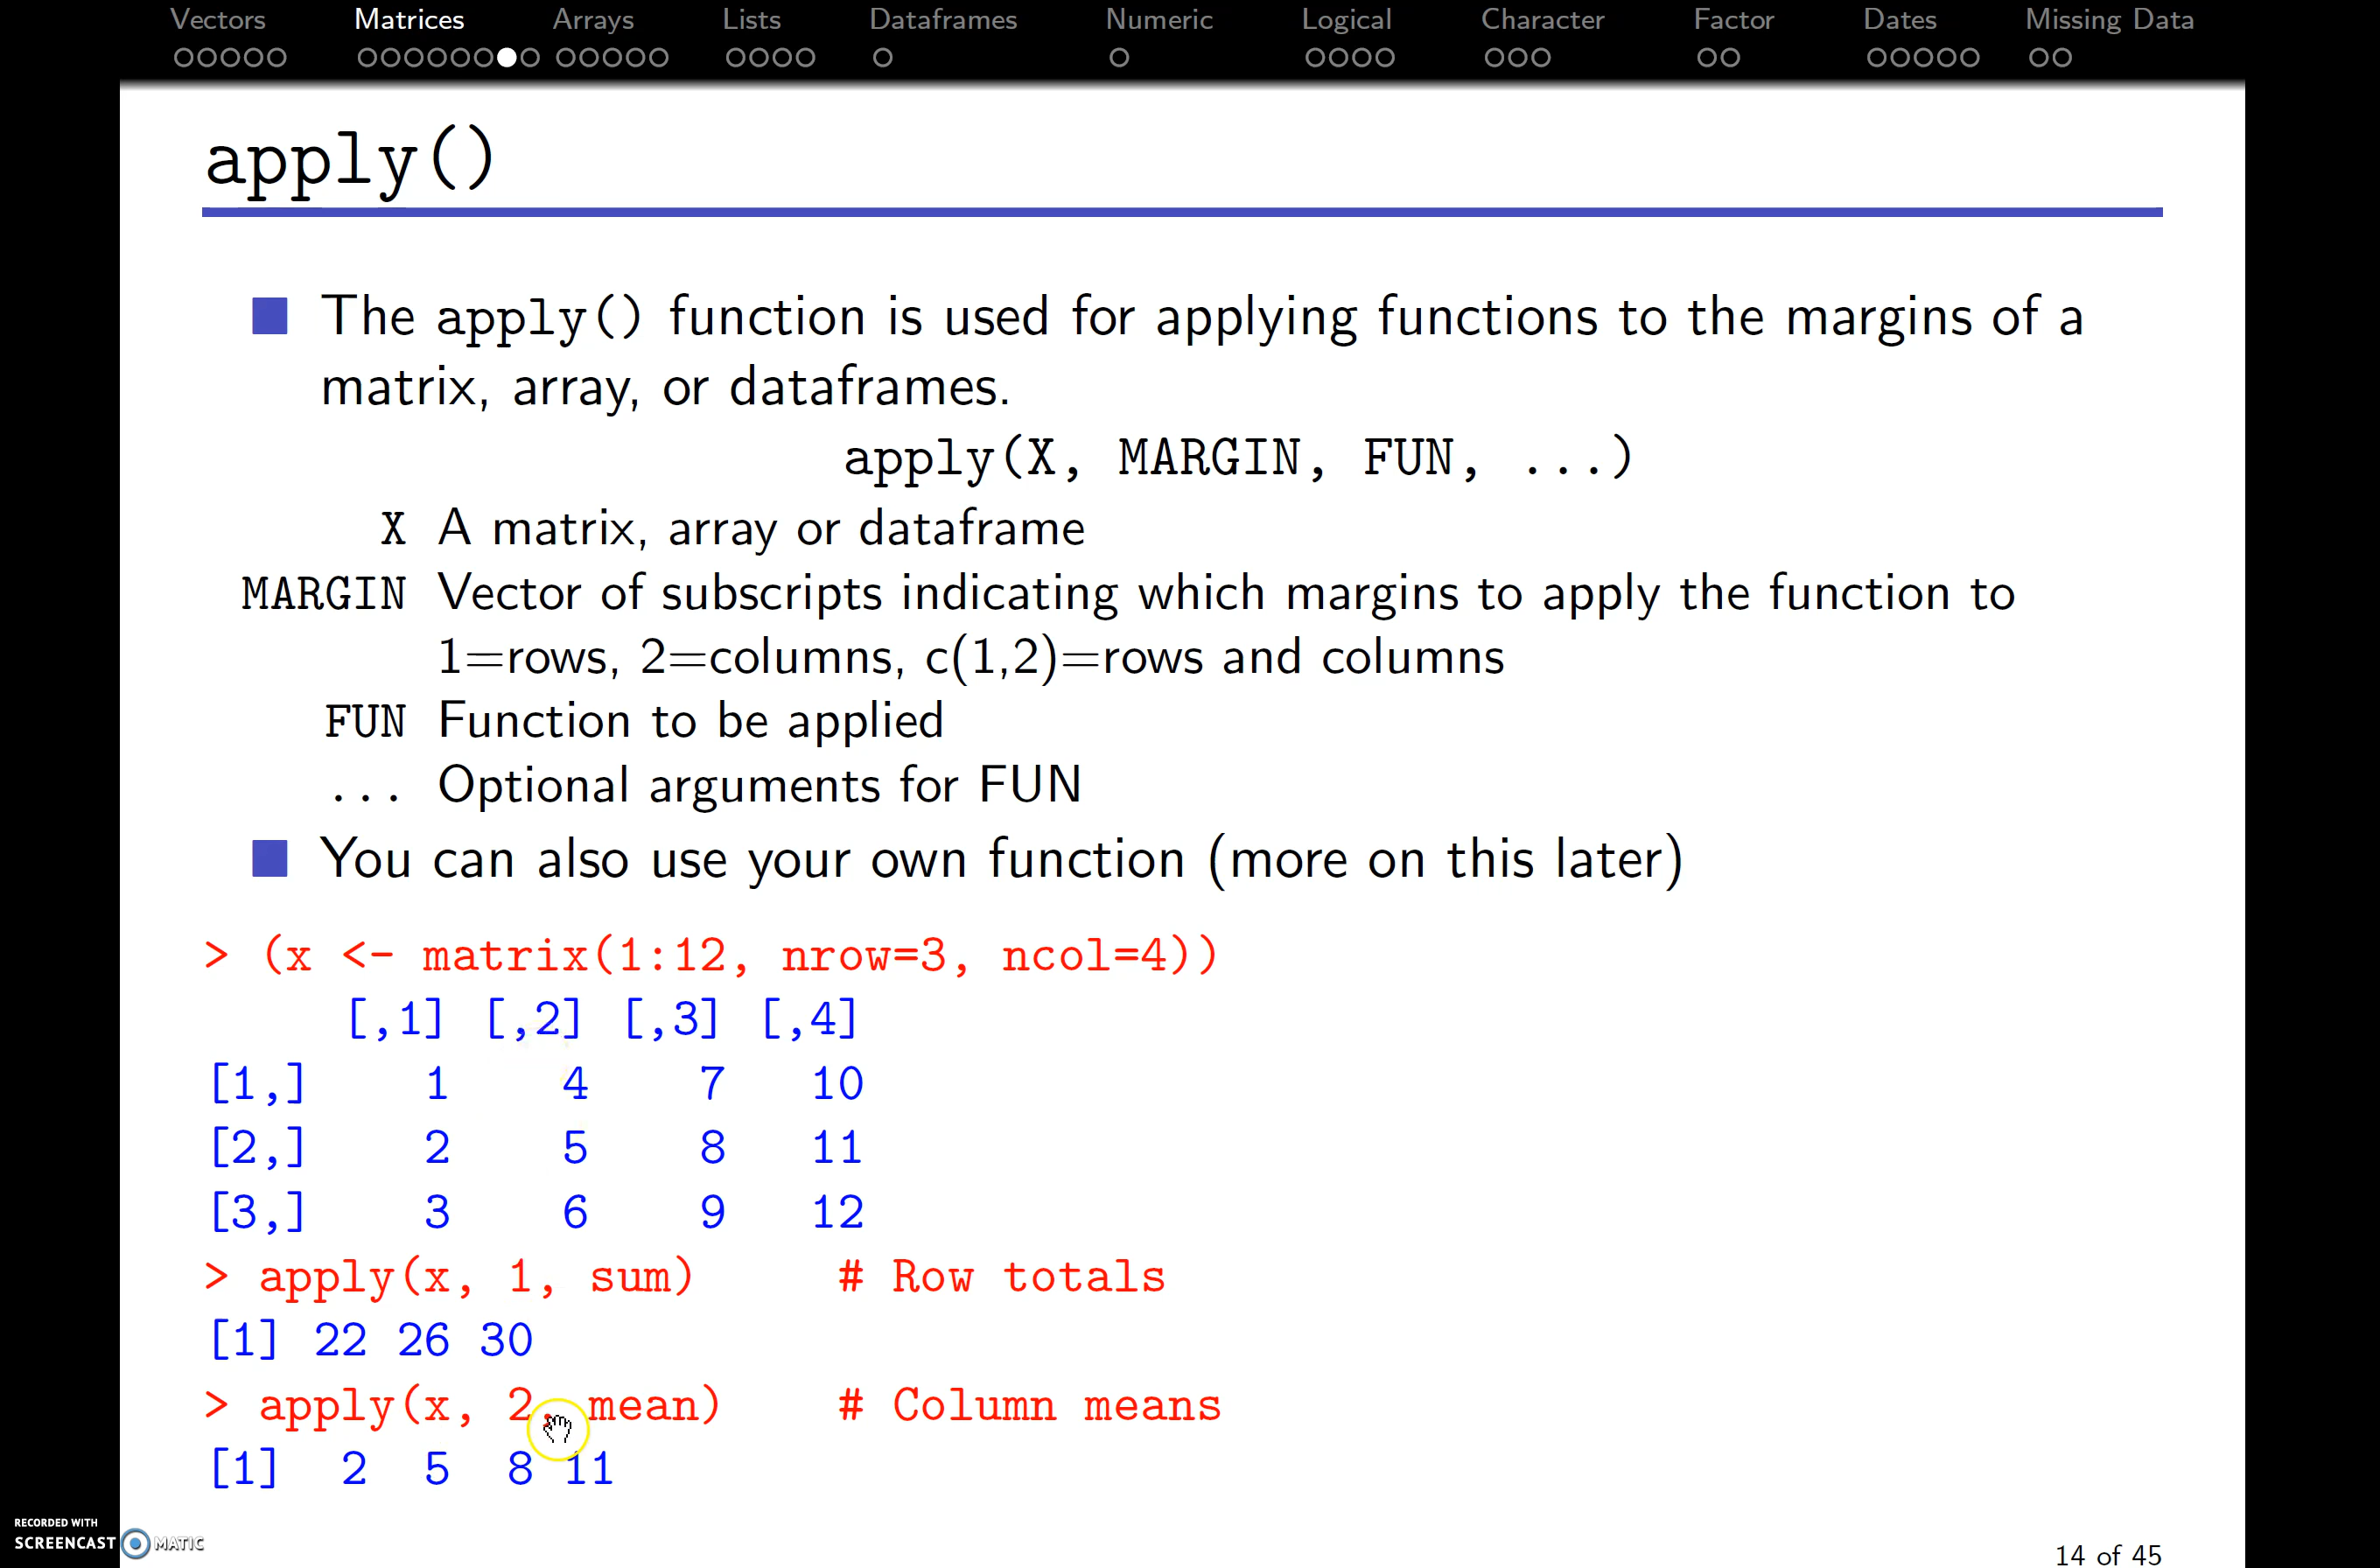 Vectors Matrices Arrays Lists Dataframes Numeric Logical Character Factor Dates Missing Data
apply()
The apply() function is used for applying functions to the margins of a
matrix, array, or dataframes.
apply(X, MARGIN, FUN, ...)
X A matrix, array or dataframe
MARGIN Vector of subscripts indicating which margins to apply the function to
1=rows, 2=columns, c(1,2)=rows and columns
FUN Function to be applied
... Optional arguments for FUN
You can also use your own function (more on this later)
> (x <- matrix(1:12, nrow=3, ncol=4))
[,1] [,2] [,3] [,4]
[1,] 1 4 7 10
[2,] 2 5 8 11
[3,] 3 6 9 12
> apply(x, 1, sum) # Row totals
[1] 22 26 30
> apply(x, 2, mean) # Column means
[1] 2 5 8 11
RECORDED WITH
SCREENCAST MATIC
14 of 45